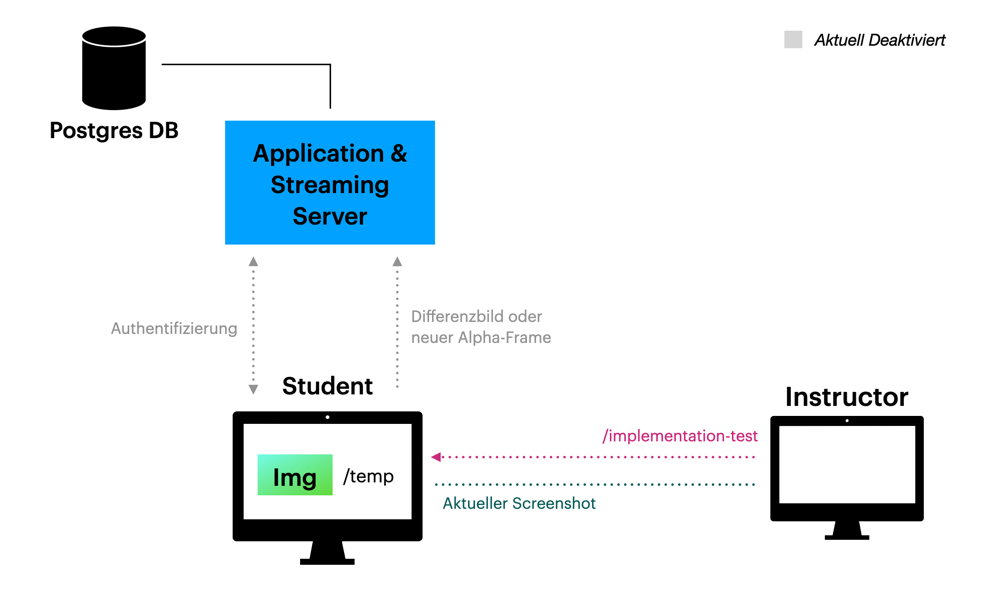 Aktuell Deaktiviert
Postgres DB
Application &
Streaming
Server
Authentifizierung
Differenzbild oder
neuer Alpha-Frame
Student
Instructor
/implementation-test
Img
/temp
Aktueller Screenshot